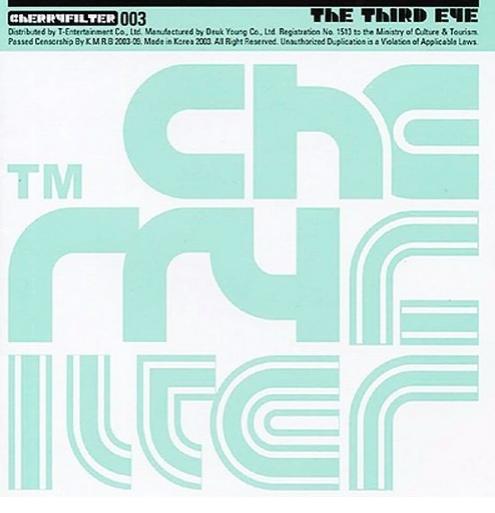 CHERRYFILTER 003 THE THIRD EYE
Distributed by T-Entertainment Co., Ltd. Manufactured by Deuk Young Co., Ltd. Registration No. 1513 to the Ministry of Culture & Tourism.
Passed Censorship By K.M.R.B 2003-09. Made in Korea 2003. All Right Reserved. Unauthorized Duplication is a Violation of Applicable Laws.
che
TM
rryF
ilter